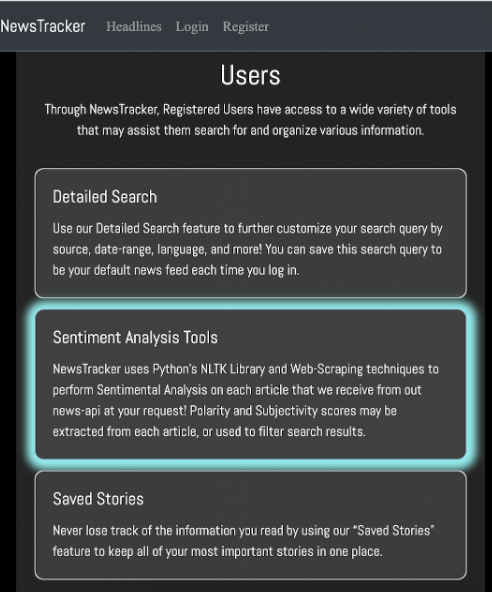 NewsTracker Headlines Login Register
Users
Through NewsTracker, Registered Users have access to a wide variety of tools
that may assist them search for and organize various information.
Detailed Search
Use our Detailed Search feature to further customize your search query by
source, date-range, language, and more! You can save this search query to
be your default news feed each time you log in.
Sentiment Analysis Tools
NewsTracker uses Python's NLTK Library and Web-Scraping techniques to
perform Sentimental Analysis on each article that we receive from out
news-api at your request! Polarity and Subjectivity scores may be
extracted from each article, or used to filter search results.
Saved Stories
Never lose track of the information you read by using our “Saved Stories”
feature to keep all of your most important stories in one place.